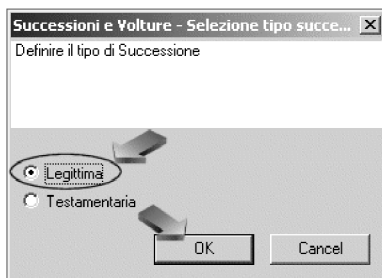 Successioni e Volture - Selezione tipo succe...
Definire il tipo di Successione
Legittima
Testamentaria
OK Cancel